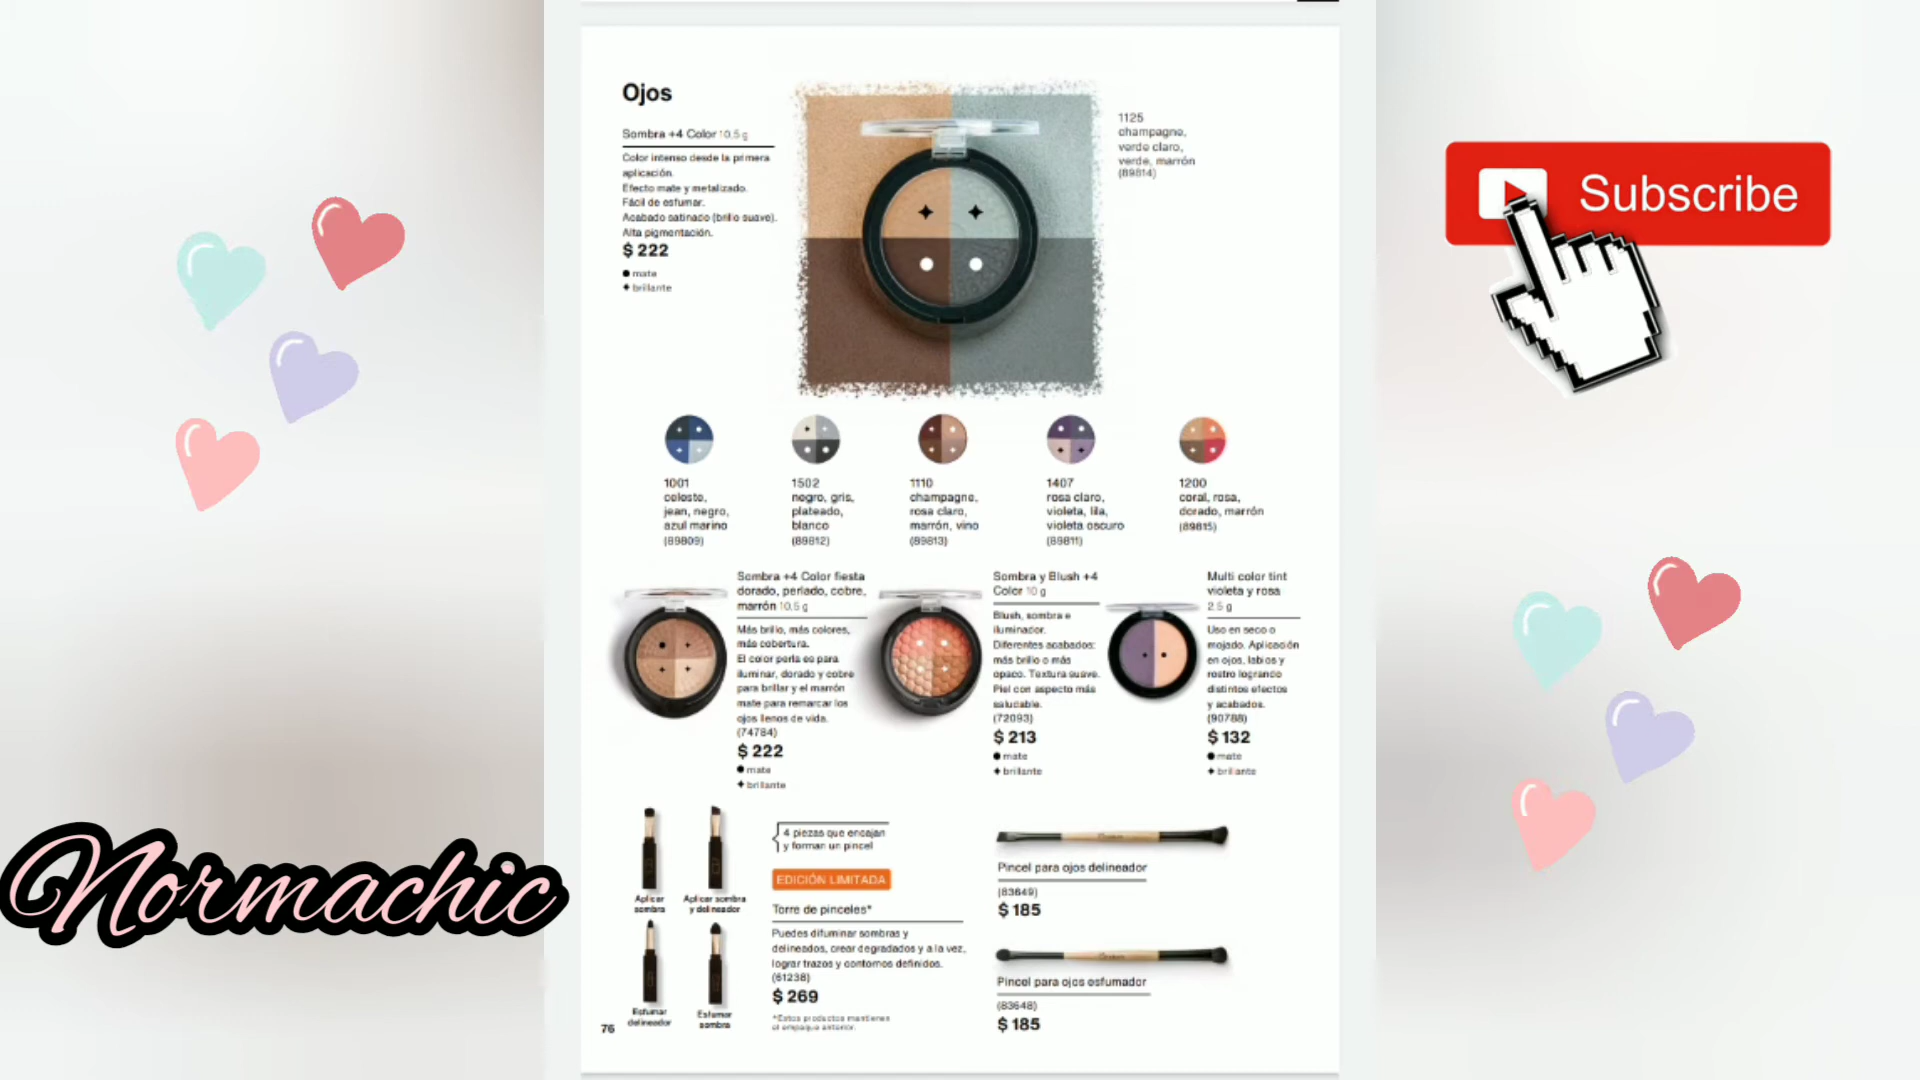 Ojos
Sombra +4 Color 10,5 g
Color intenso desde la primera
aplicación.
Efecto mate y metalizado.
Fácil de esfumar.
Acabado satinado (brillo suave).
Alta pigmentación.
$ 222
mate
brillante
1125
champagne,
verde claro,
verde, marrón
(89814)
Subscribe
1001
celeste,
jean, negro,
azul marino
(89809)
1502
negro, gris,
plateado,
blanco
(89812)
1110
champagne,
rosa claro,
marrón, vino
(89813)
1407
rosa claro,
violeta, lila,
violeta oscuro
(89811)
1200
coral, rosa,
dorado, marrón
(89815)
Sombra +4 Color fiesta
dorado, perlado, cobre,
marrón 10,5 g
Más brillo, más colores,
más cobertura.
El color perla es para
iluminar, dorado y cobre
para brillar y el marrón
mate para remarcar los
ojos llenos de vida.
(74784)
$ 222
mate
brillante
Sombra y Blush +4
Color 10 g
Blush, sombra e
iluminador.
Diferentes acabados:
más brillo o más
opaco. Textura suave.
Piel con aspecto más
saludable.
(72093)
$ 213
mate
brillante
Multi color tint
violeta y rosa
2.5 g
Uso en seco o
mojado. Aplicación
en ojos, labios y
rostro logrando
distintos efectos
y acabados.
(90788)
$ 132
mate
brillante
Aplicar
sombra
Aplicar sombra
y delineador
Esfumar
delineador
Esfumar
sombra
4 piezas que encajan
y forman un pincel
EDICIÓN LIMITADA
Torre de pinceles*
Puedes difuminar sombras y
delineados, crear degradados y a la vez,
lograr trazos y contornos definidos.
(61238)
$ 269
*Estos productos mantienen
el empaque anterior.
Pincel para ojos delineador
(83649)
$ 185
Pincel para ojos esfumador
(83648)
$ 185
76
Normachic